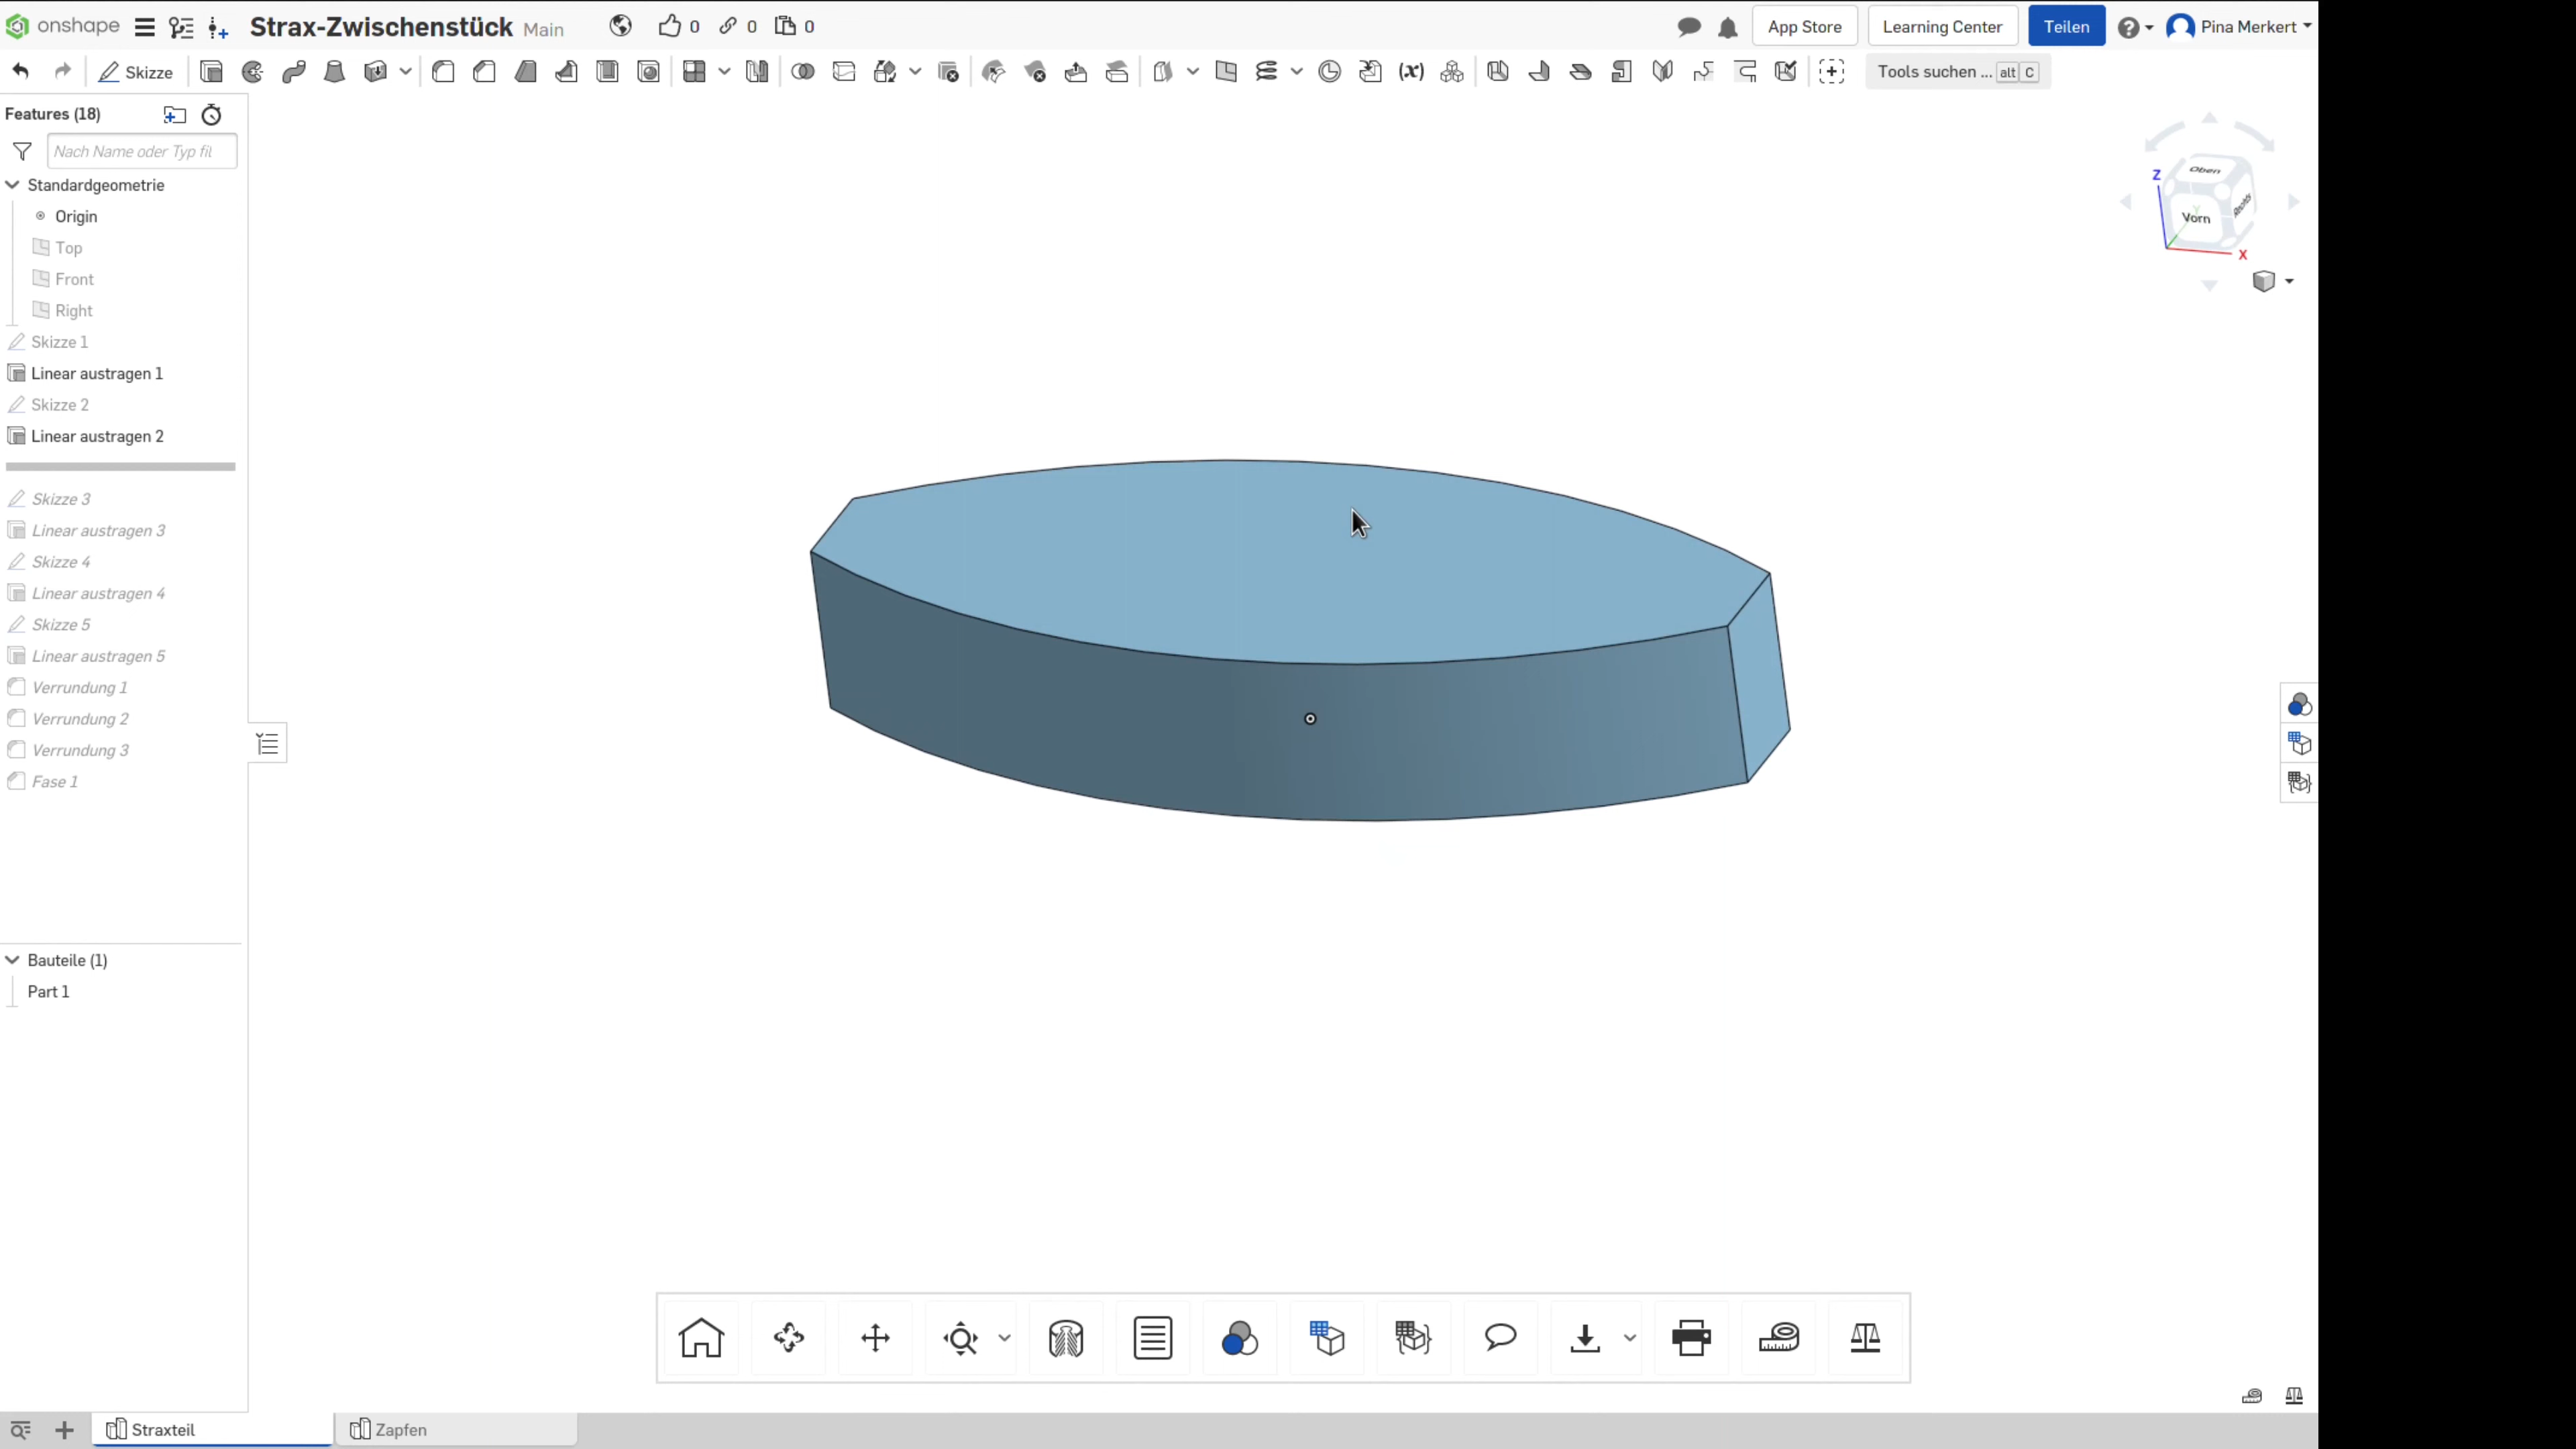 onshape Strax-Zwischenstück Main 0 0 0 App Store Learning Center Teilen Pina Merkert
Skizze (x) Tools suchen ... alt C
Features (18)
Nach Name oder Typ fil
Standardgeometrie
Origin
Top
Front
Right
Skizze 1
Linear austragen 1
Skizze 2
Linear austragen 2
Skizze 3
Linear austragen 3
Skizze 4
Linear austragen 4
Skizze 5
Linear austragen 5
Verrundung 1
Verrundung 2
Verrundung 3
Fase 1
Bauteile (1)
Part 1
Oben
Z
Vorn Rechts
X
Straxteil Zapfen